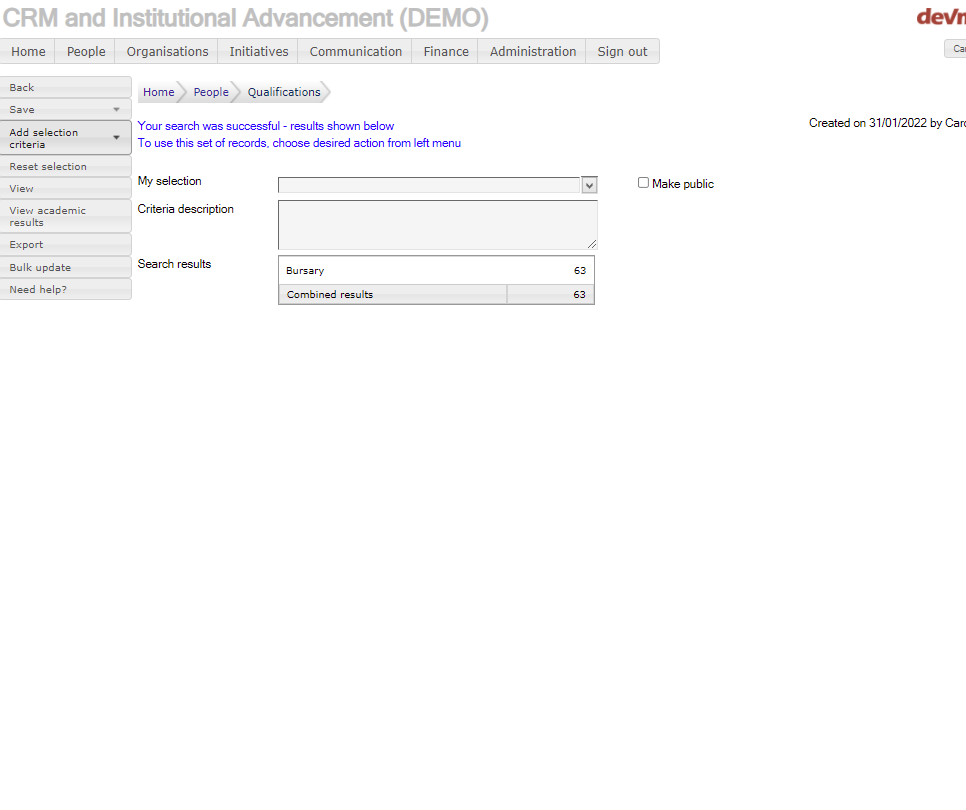 CRM and Institutional Advancement (DEMO)
Home People Organisations Initiatives Communication Finance Administration Sign out
Back
Save
Add selection
criteria
Reset selection
View
View academic
results
Export
Bulk update
Need help?
Home People Qualifications
Your search was successful - results shown below
To use this set of records, choose desired action from left menu
Created on 31/01/2022 by
My selection
Make public
Criteria description
Search results
Bursary 63
Combined results 63